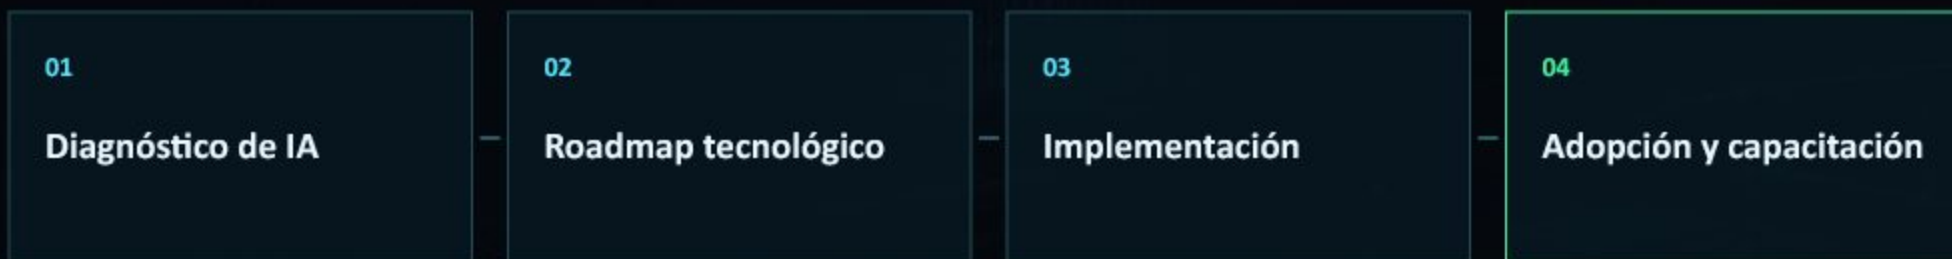 01
Diagnóstico de IA
02
Roadmap tecnológico
03
Implementación
04
Adopción y capacitación